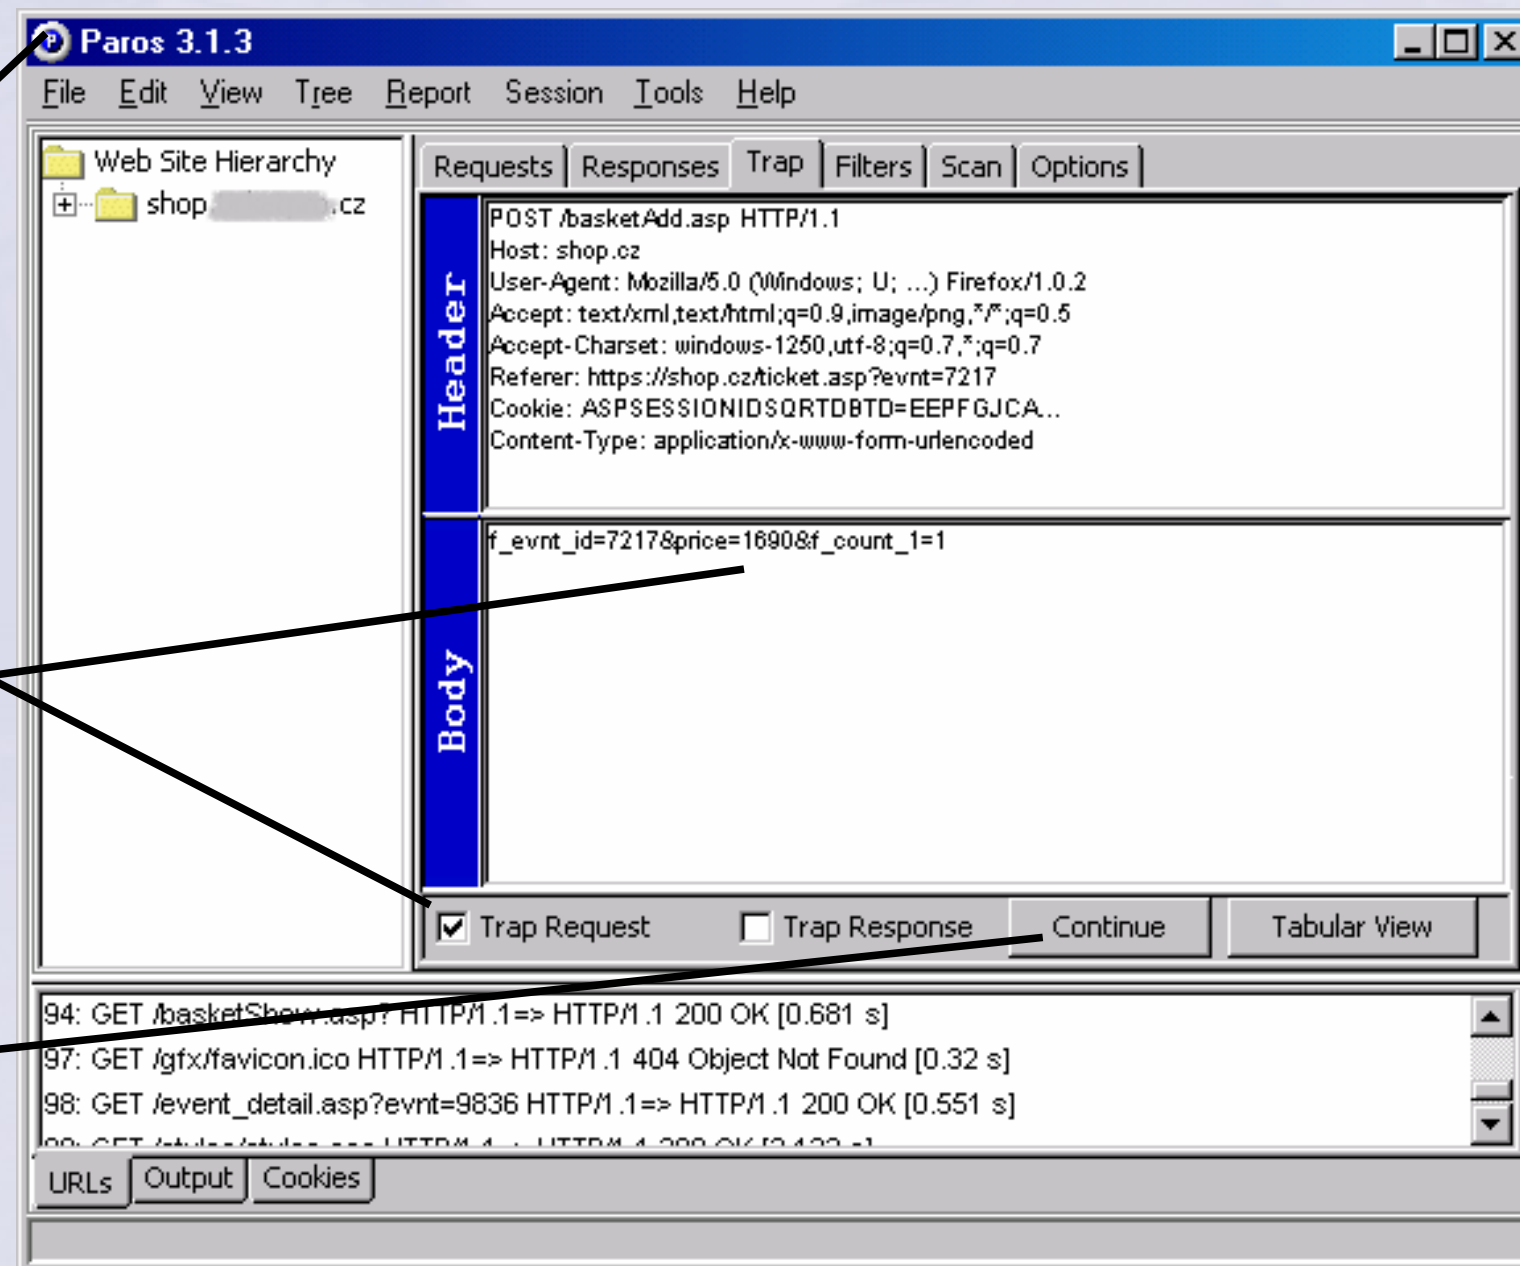 Paros 3.1.3
File Edit View Tree Report Session Tools Help
Web Site Hierarchy
shop. .cz
Requests Responses Trap Filters Scan Options
Header
POST /basketAdd.asp HTTP/1.1
Host: shop.cz
User-Agent: Mozilla/5.0 (Windows; U; ...) Firefox/1.0.2
Accept: text/xml,text/html;q=0.9,image/png,*/*;q=0.5
Accept-Charset: windows-1250,utf-8;q=0.7,*;q=0.7
Referer: https://shop.cz/ticket.asp?evnt=7217
Cookie: ASPSESSIONIDSQRTDBTD=EEPFGJCA...
Content-Type: application/x-www-form-urlencoded
Body
f_evnt_id=7217&price=1690&f_count_1=1
Trap Request Trap Response Continue Tabular View
94: GET /basketShow.asp? HTTP/1.1=> HTTP/1.1 200 OK [0.681 s]
97: GET /gfx/favicon.ico HTTP/1.1=> HTTP/1.1 404 Object Not Found [0.32 s]
98: GET /event_detail.asp?evnt=9836 HTTP/1.1=> HTTP/1.1 200 OK [0.551 s]
URLs Output Cookies